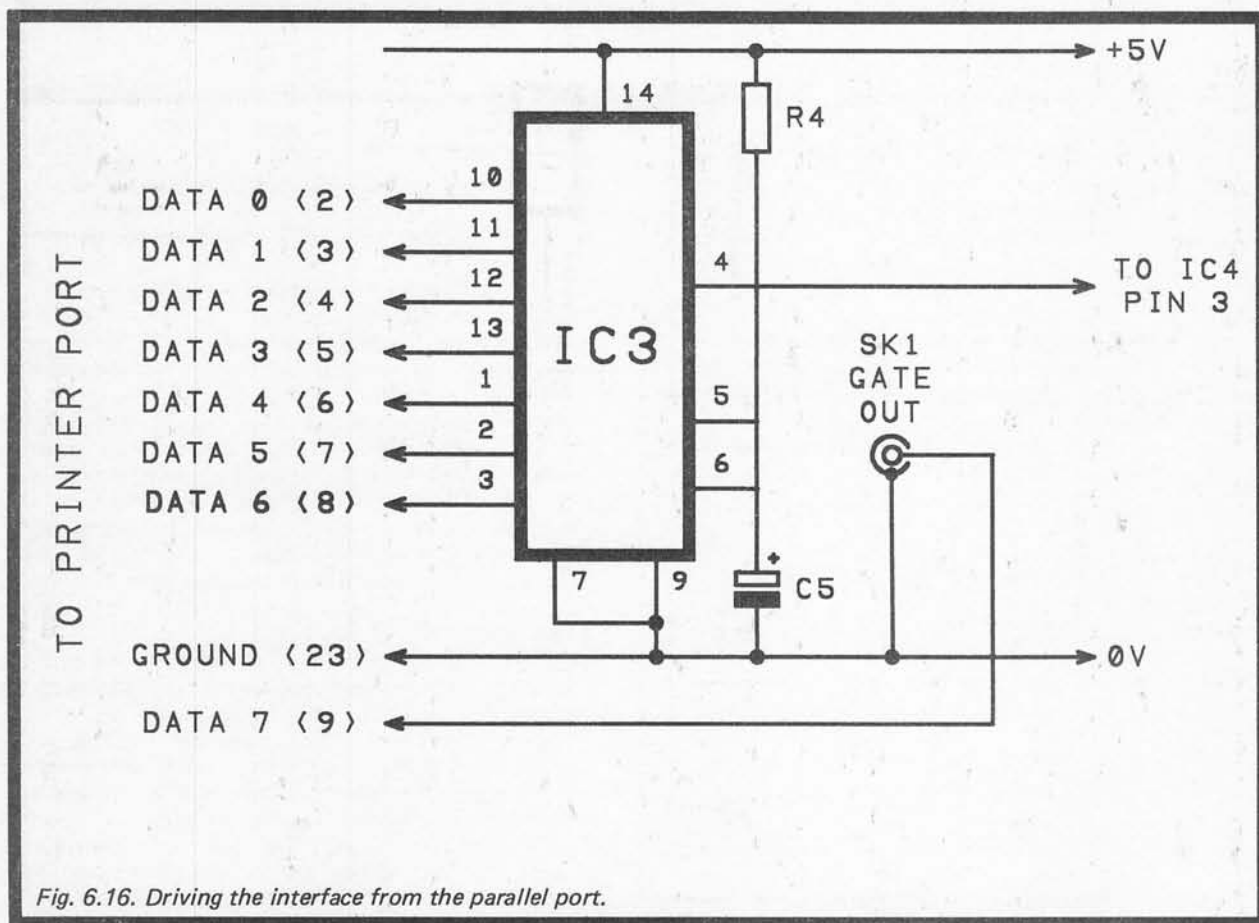 +5V
14
R4
10
DATA 0 (2)
11
DATA 1 (3)
12
DATA 2 (4)
13
DATA 3 (5)
1
DATA 4 (6)
2
DATA 5 (7)
3
DATA 6 (8)
TO PRINTER PORT
IC3
4
TO IC4
PIN 3
SK1
GATE
OUT
5
6
7
9
+
C5
GROUND (23)
0V
DATA 7 (9)
Fig. 6.16. Driving the interface from the parallel port.